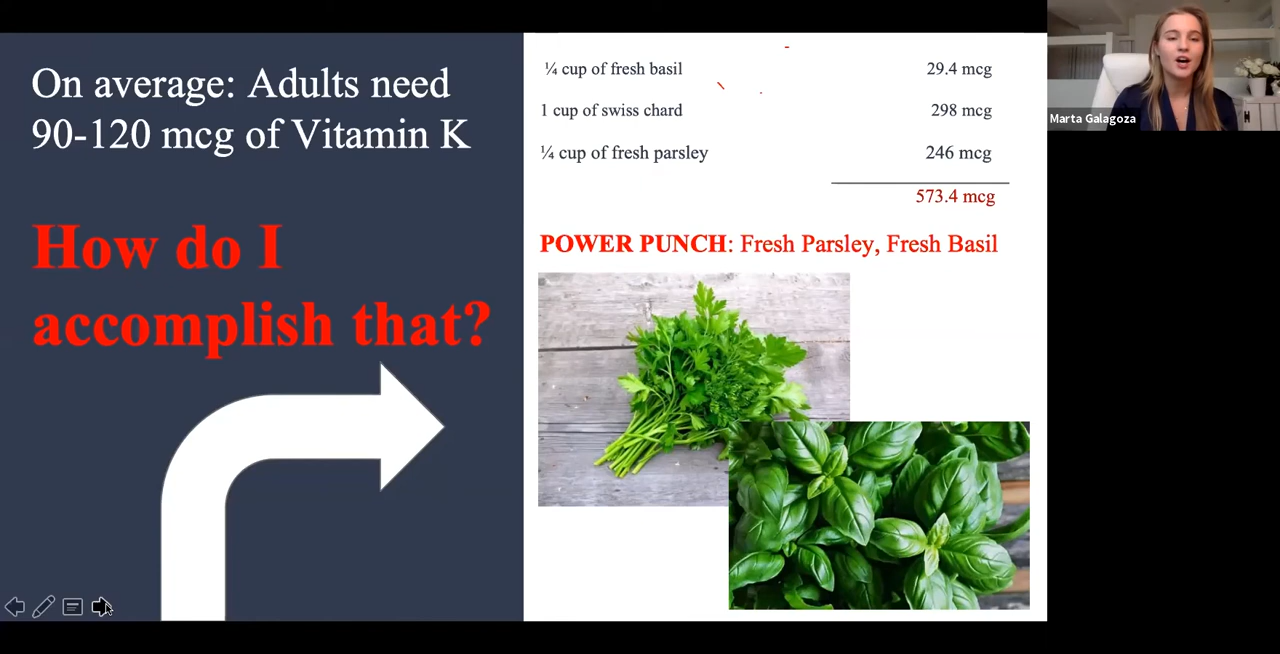 On average: Adults need
90-120 mcg of Vitamin K
How do I
accomplish that?
¼ cup of fresh basil 29.4 mcg
1 cup of swiss chard 298 mcg
¼ cup of fresh parsley 246 mcg
573.4 mcg
POWER PUNCH: Fresh Parsley, Fresh Basil
Marta Galagoza